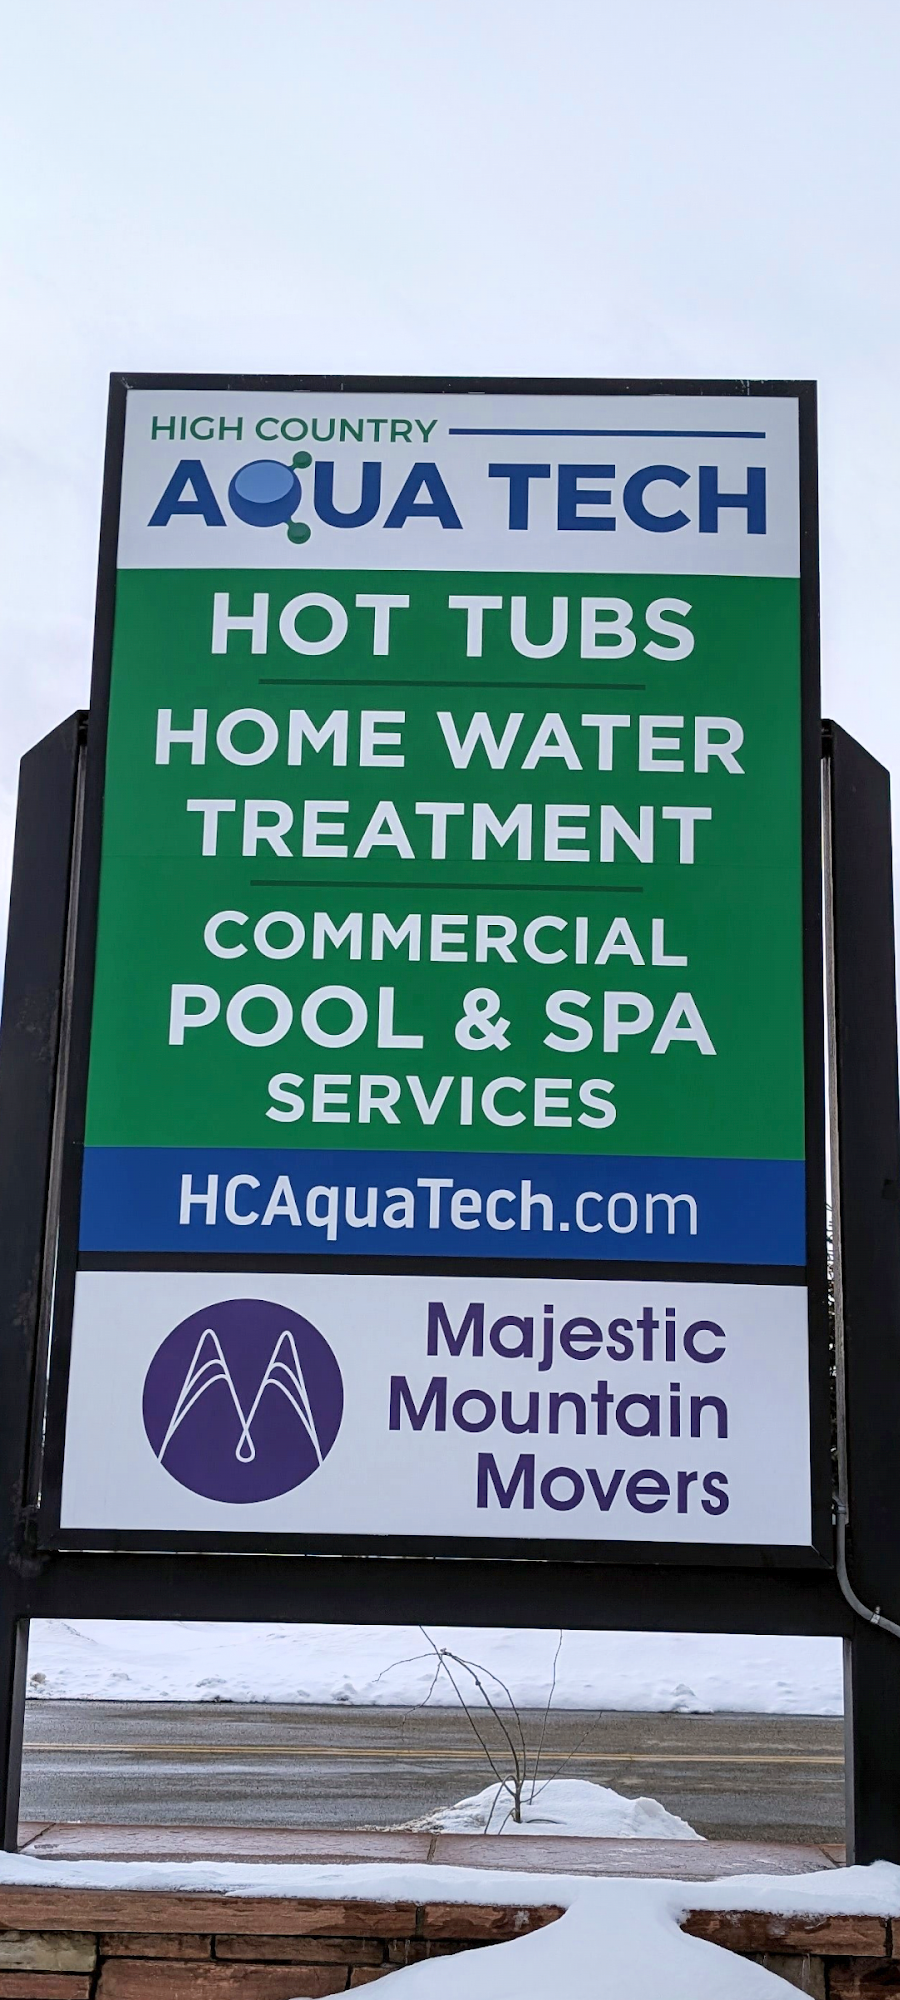 HIGH COUNTRY
AQUA TECH
HOT TUBS
HOME WATER
TREATMENT
COMMERCIAL
POOL & SPA
SERVICES
HCAquaTech.com
Majestic
Mountain
Movers